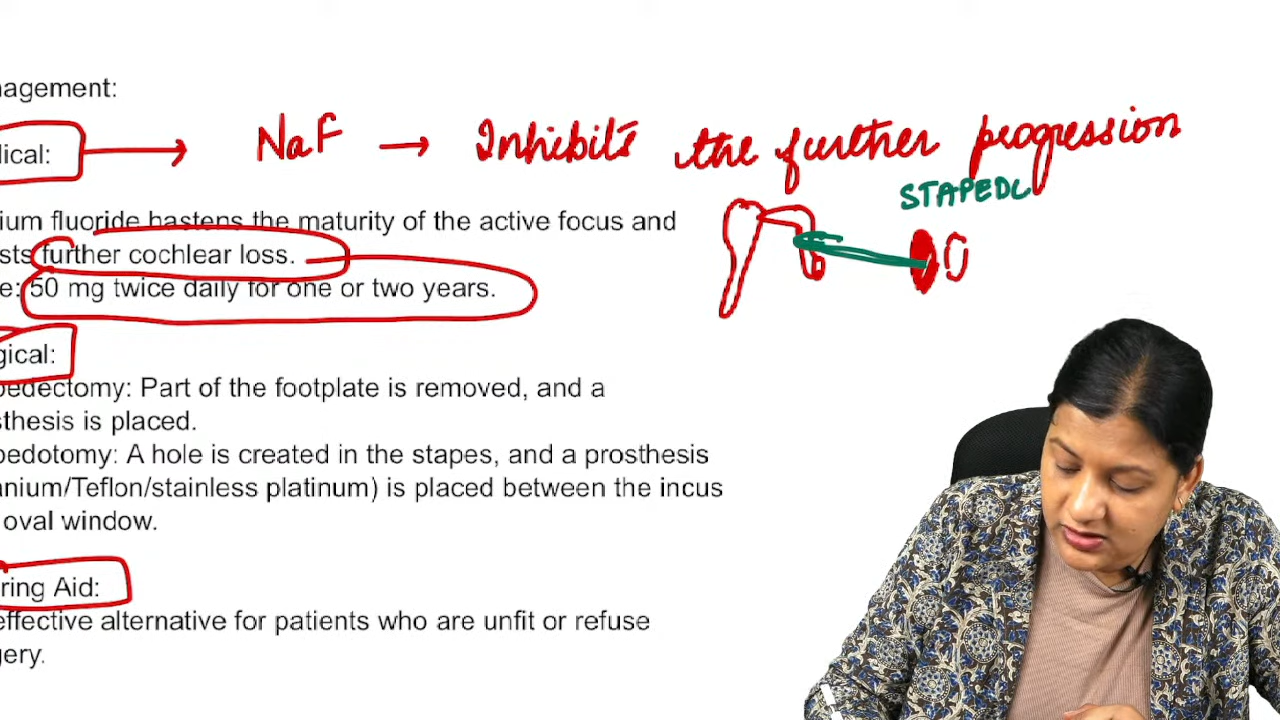 nagement:
dical: → NaF → Inhibits the further progression
STAPEDO
ium fluoride hastens the maturity of the active focus and
sts further cochlear loss.
e: 50 mg twice daily for one or two years.
gical:
pedectomy: Part of the footplate is removed, and a
sthesis is placed.
pedotomy: A hole is created in the stapes, and a prosthesis
anium/Teflon/stainless platinum) is placed between the incus
oval window.
ring Aid:
effective alternative for patients who are unfit or refuse
gery.